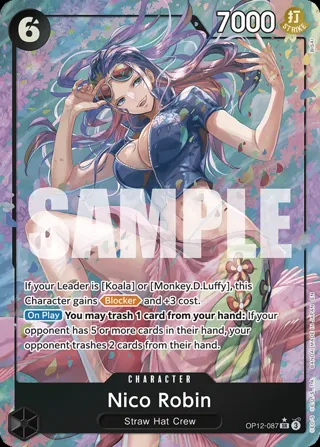 6
7000
打
STRIKE
SAMPLE
If your Leader is [Koala] or [Monkey.D.Luffy], this
Character gains Blocker and +3 cost.
On Play You may trash 1 card from your hand: If your
opponent has 5 or more cards in their hand, your
opponent trashes 2 cards from their hand.
CHARACTER
Nico Robin
Straw Hat Crew
OP12-087 SR 3